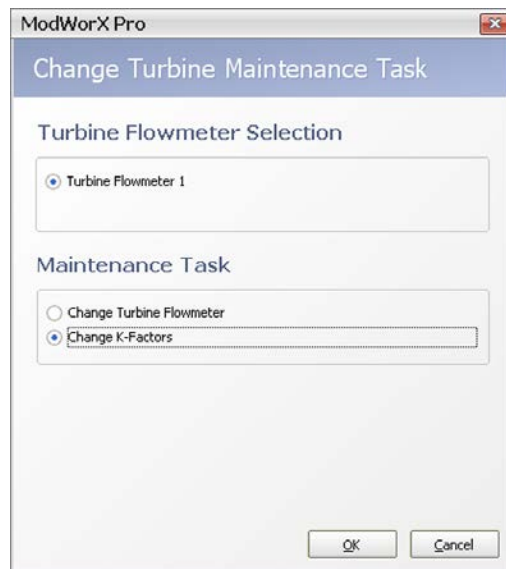 ModWorX Pro
Change Turbine Maintenance Task
Turbine Flowmeter Selection
Turbine Flowmeter 1
Maintenance Task
Change Turbine Flowmeter
Change K-Factors
OK
Cancel